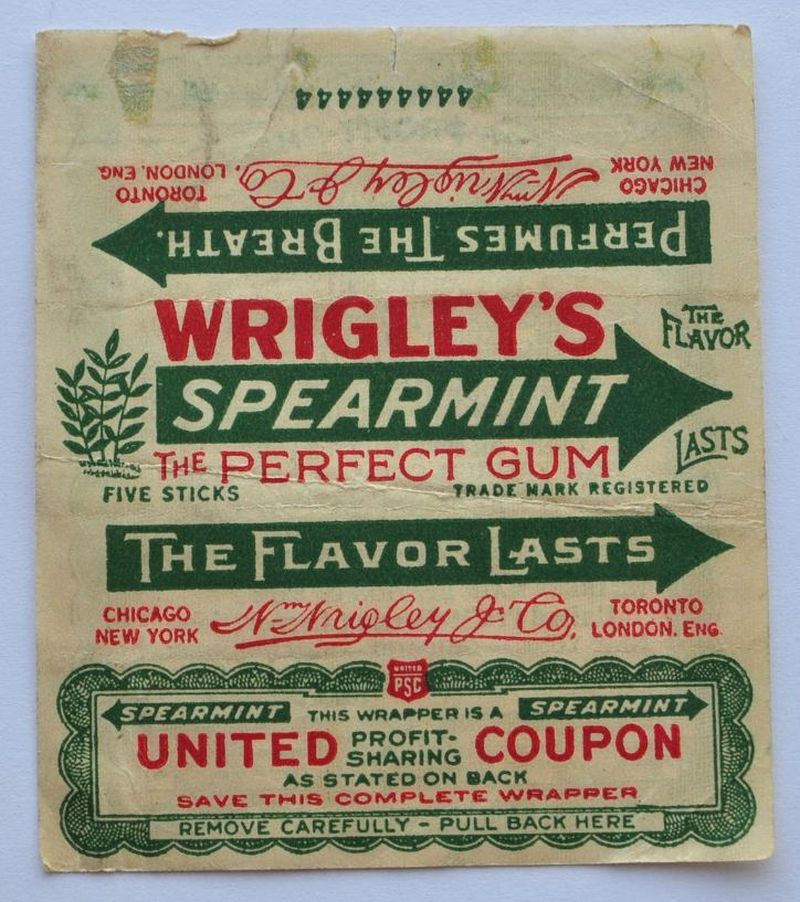 4444444444
CHICAGO
NEW YORK
Wm Wrigley Jr. Co.,
TORONTO
LONDON. ENG.
PERFUMES THE BREATH.
WRIGLEY'S
SPEARMINT
THE PERFECT GUM
THE
FLAVOR
LASTS
FIVE STICKS
TRADE MARK REGISTERED
THE FLAVOR LASTS
CHICAGO
NEW YORK
Wm Wrigley Jr. Co.,
TORONTO
LONDON. ENG.
UNITED
PSC
SPEARMINT THIS WRAPPER IS A SPEARMINT
UNITED PROFIT-SHARING COUPON
AS STATED ON BACK
SAVE THIS COMPLETE WRAPPER
REMOVE CAREFULLY - PULL BACK HERE